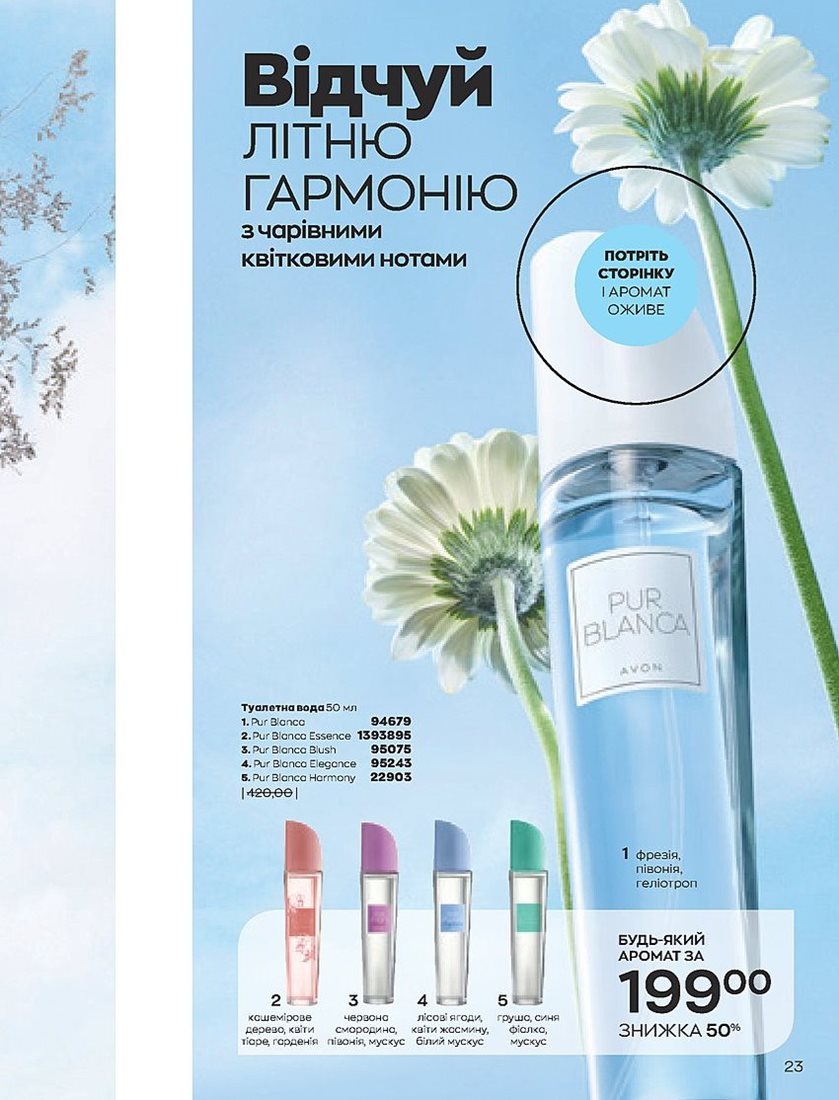 Відчуй
ЛІТНЮ
ГАРМОНІЮ
з чарівними
квітковими нотами
ПОТРІТЬ
СТОРІНКУ
І АРОМАТ
ОЖИВЕ
PUR
BLANCA
AVON
Туалетна вода 50 мл
1. Pur Blanca 94679
2. Pur Blanca Essence 1393895
3. Pur Blanca Blush 95075
4. Pur Blanca Elegance 95243
5. Pur Blanca Harmony 22903
| 420,00 |
1 фрезія,
півонія,
геліотроп
2
кашемірове
дерево, квіти
тіаре, гарденія
3
червона
смородина,
півонія, мускус
4
лісові ягоди,
квіти жасмину,
білий мускус
5
груша, синя
фіалка,
мускус
БУДЬ-ЯКИЙ
АРОМАТ ЗА
19900
ЗНИЖКА 50%
23